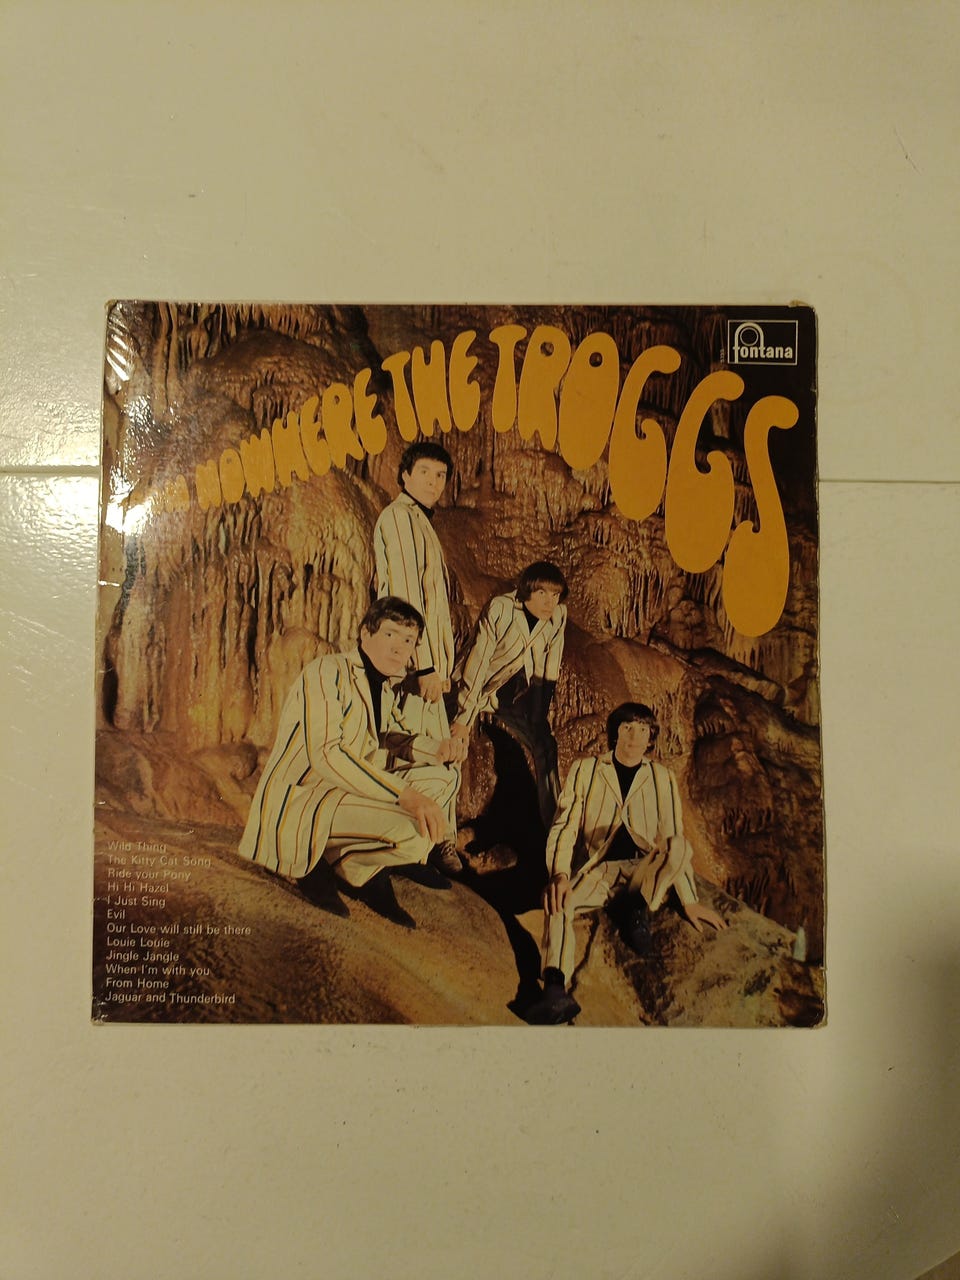 NOWHERE THE TROGGS
fontana
Wild Thing
The Kitty Cat Song
Ride your Pony
Hi Hi Hazel
I Just Sing
Evil
Our Love will still be there
Louie Louie
Jingle Jangle
When I'm with you
From Home
Jaguar and Thunderbird